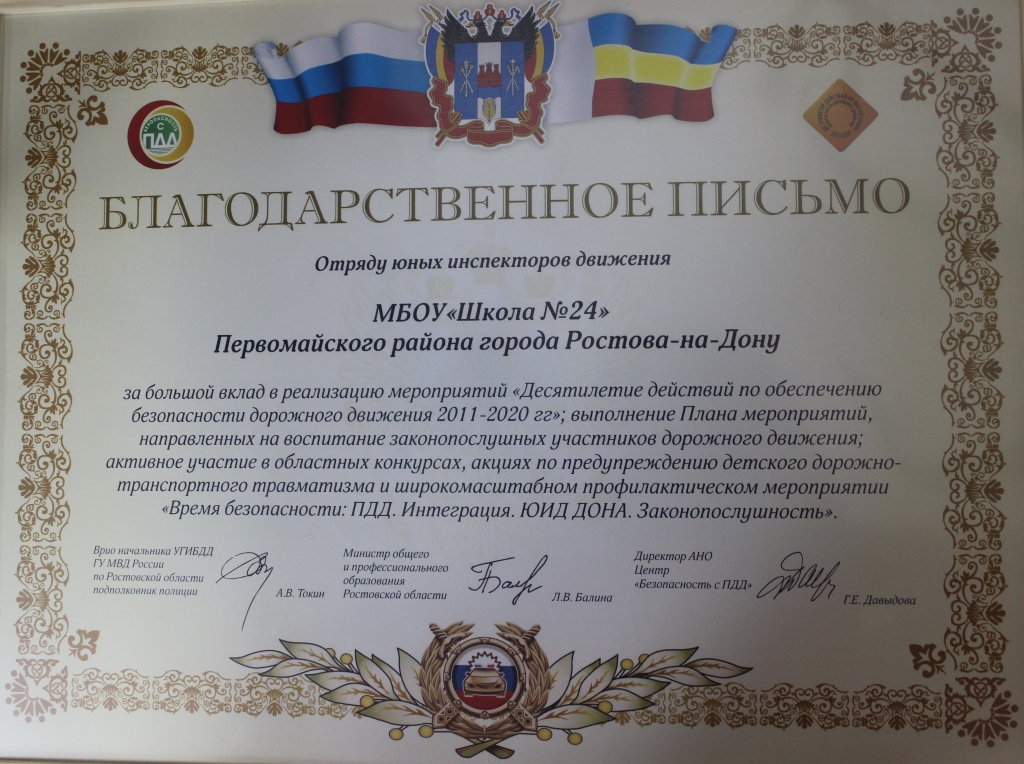 БЕЗОПАСНОСТЬ
С
ПДД
БЛАГОДАРСТВЕННОЕ ПИСЬМО
Отряду юных инспекторов движения
МБОУ«Школа №24»
Первомайского района города Ростова-на-Дону
за большой вклад в реализацию мероприятий «Десятилетие действий по обеспечению
безопасности дорожного движения 2011-2020 гг»; выполнение Плана мероприятий,
направленных на воспитание законопослушных участников дорожного движения;
активное участие в областных конкурсах, акциях по предупреждению детского дорожно-
транспортного травматизма и широкомасштабном профилактическом мероприятии
«Время безопасности: ПДД. Интеграция. ЮИД ДОНА. Законопослушность».
Врио начальника УГИБДД
ГУ МВД России
по Ростовской области
подполковник полиции
А.В. Токин
Министр общего
и профессионального
образования
Ростовской области
Л.В. Балина
Директор АНО
Центр
«Безопасность с ПДД»
Г.Е. Давыдова